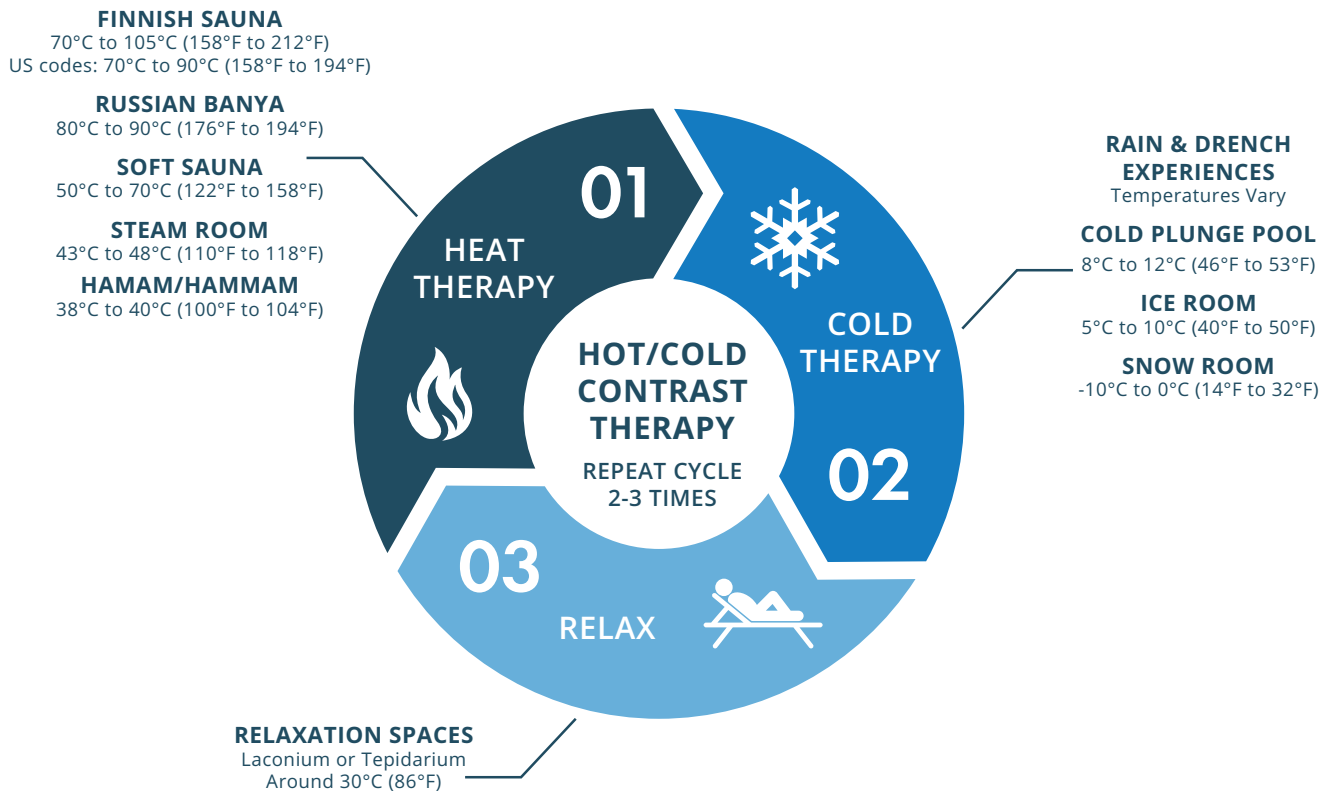 FINNISH SAUNA
70°C to 105°C (158°F to 212°F)
US codes: 70°C to 90°C (158°F to 194°F)
RUSSIAN BANYA
80°C to 90°C (176°F to 194°F)
SOFT SAUNA
50°C to 70°C (122°F to 158°F)
STEAM ROOM
43°C to 48°C (110°F to 118°F)
HAMAM/HAMMAM
38°C to 40°C (100°F to 104°F)
01
HEAT
THERAPY
RAIN & DRENCH
EXPERIENCES
Temperatures Vary
COLD PLUNGE POOL
8°C to 12°C (46°F to 53°F)
ICE ROOM
5°C to 10°C (40°F to 50°F)
SNOW ROOM
-10°C to 0°C (14°F to 32°F)
COLD
THERAPY
02
HOT/COLD
CONTRAST
THERAPY
REPEAT CYCLE
2-3 TIMES
03
RELAX
RELAXATION SPACES
Laconium or Tepidarium
Around 30°C (86°F)